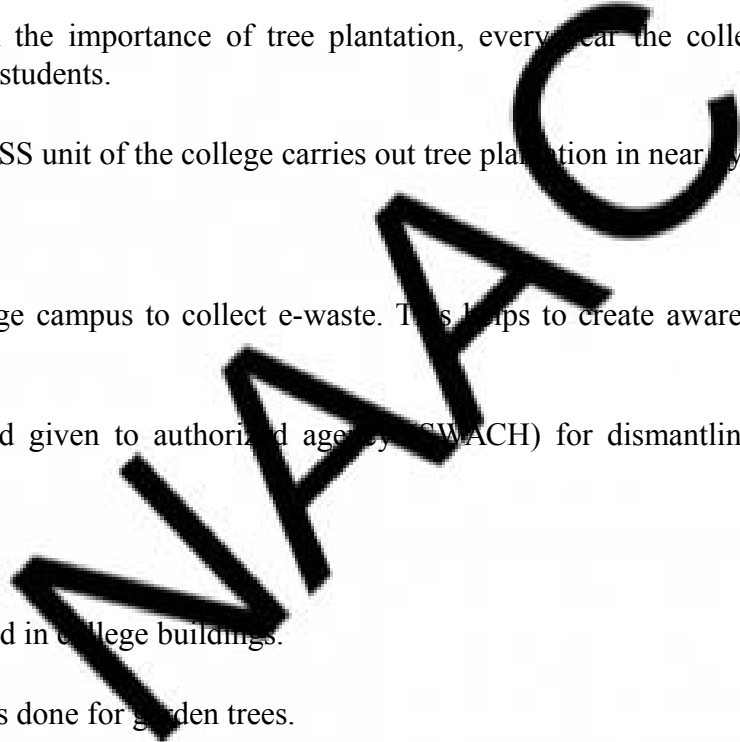 the importance of tree plantation, every year the colle
students.
SS unit of the college carries out tree plantation in near by
ge campus to collect e-waste. This helps to create aware
d given to authorized agency (SWACH) for dismantlin
d in college buildings.
s done for garden trees.
NAAC